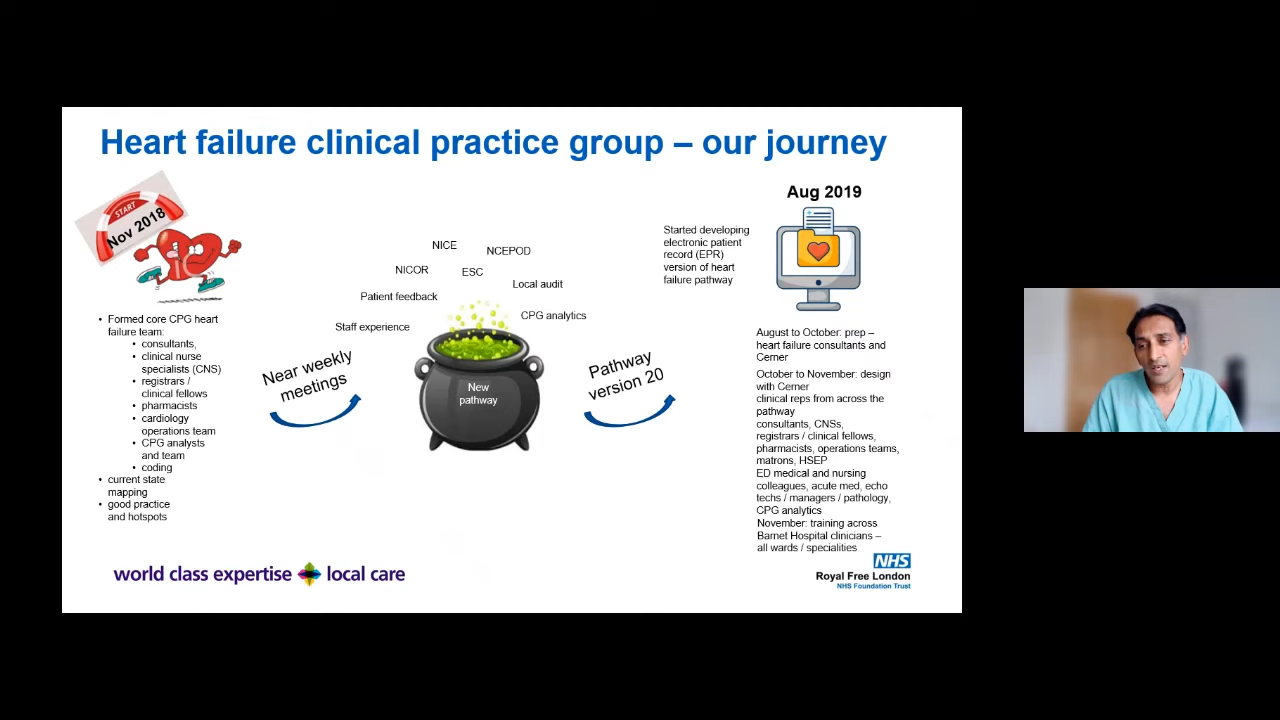 Heart failure clinical practice group – our journey
START
Nov 2018
• Formed core CPG heart
failure team:
• consultants,
• clinical nurse
specialists (CNS)
• registrars /
clinical fellows
• pharmacists
• cardiology
operations team
• CPG analysts
and team
• coding
• current state
mapping
• good practice
and hotspots
Near weekly
meetings
NICE
NCEPOD
NICOR
ESC
Local audit
Patient feedback
CPG analytics
Staff experience
New
pathway
Pathway
version 20
Aug 2019
Started developing
electronic patient
record (EPR)
version of heart
failure pathway
August to October: prep –
heart failure consultants and
Cerner
October to November: design
with Cerner
clinical reps from across the
pathway
consultants, CNSs,
registrars / clinical fellows,
pharmacists, operations teams,
matrons, HSEP
ED medical and nursing
colleagues, acute med, echo
techs / managers / pathology,
CPG analytics
November: training across
Barnet Hospital clinicians –
all wards / specialities
world class expertise local care
NHS
Royal Free London
NHS Foundation Trust